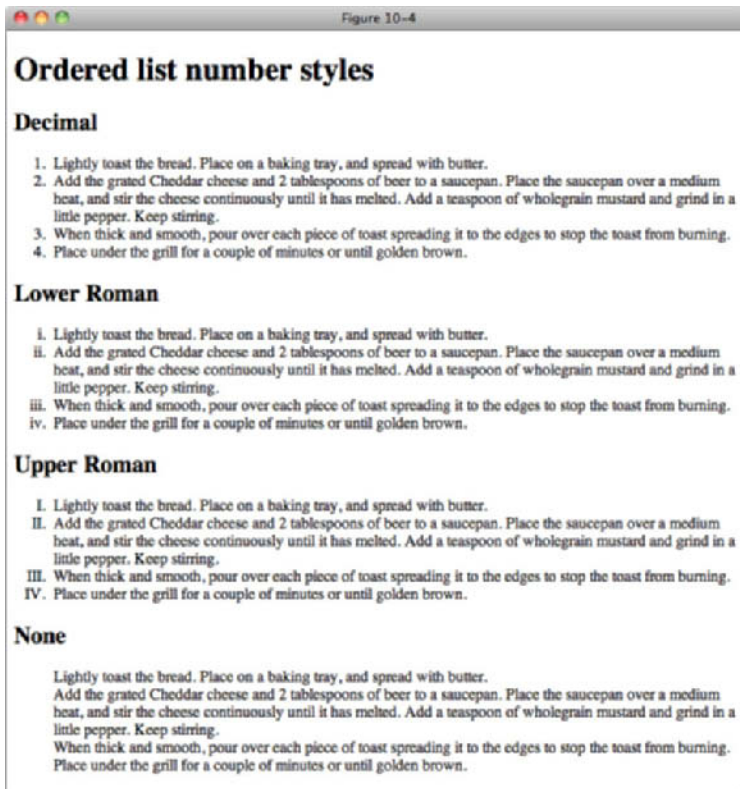 Figure 10-4
Ordered list number styles
Decimal
1. Lightly toast the bread. Place on a baking tray, and spread with butter.
2. Add the grated Cheddar cheese and 2 tablespoons of beer to a saucepan. Place the saucepan over a medium
heat, and stir the cheese continuously until it has melted. Add a teaspoon of wholegrain mustard and grind in a
little pepper. Keep stirring.
3. When thick and smooth, pour over each piece of toast spreading it to the edges to stop the toast from burning.
4. Place under the grill for a couple of minutes or until golden brown.
Lower Roman
i. Lightly toast the bread. Place on a baking tray, and spread with butter.
ii. Add the grated Cheddar cheese and 2 tablespoons of beer to a saucepan. Place the saucepan over a medium
heat, and stir the cheese continuously until it has melted. Add a teaspoon of wholegrain mustard and grind in a
little pepper. Keep stirring.
iii. When thick and smooth, pour over each piece of toast spreading it to the edges to stop the toast from burning.
iv. Place under the grill for a couple of minutes or until golden brown.
Upper Roman
I. Lightly toast the bread. Place on a baking tray, and spread with butter.
II. Add the grated Cheddar cheese and 2 tablespoons of beer to a saucepan. Place the saucepan over a medium
heat, and stir the cheese continuously until it has melted. Add a teaspoon of wholegrain mustard and grind in a
little pepper. Keep stirring.
III. When thick and smooth, pour over each piece of toast spreading it to the edges to stop the toast from burning.
IV. Place under the grill for a couple of minutes or until golden brown.
None
Lightly toast the bread. Place on a baking tray, and spread with butter.
Add the grated Cheddar cheese and 2 tablespoons of beer to a saucepan. Place the saucepan over a medium
heat, and stir the cheese continuously until it has melted. Add a teaspoon of wholegrain mustard and grind in a
little pepper. Keep stirring.
When thick and smooth, pour over each piece of toast spreading it to the edges to stop the toast from burning.
Place under the grill for a couple of minutes or until golden brown.